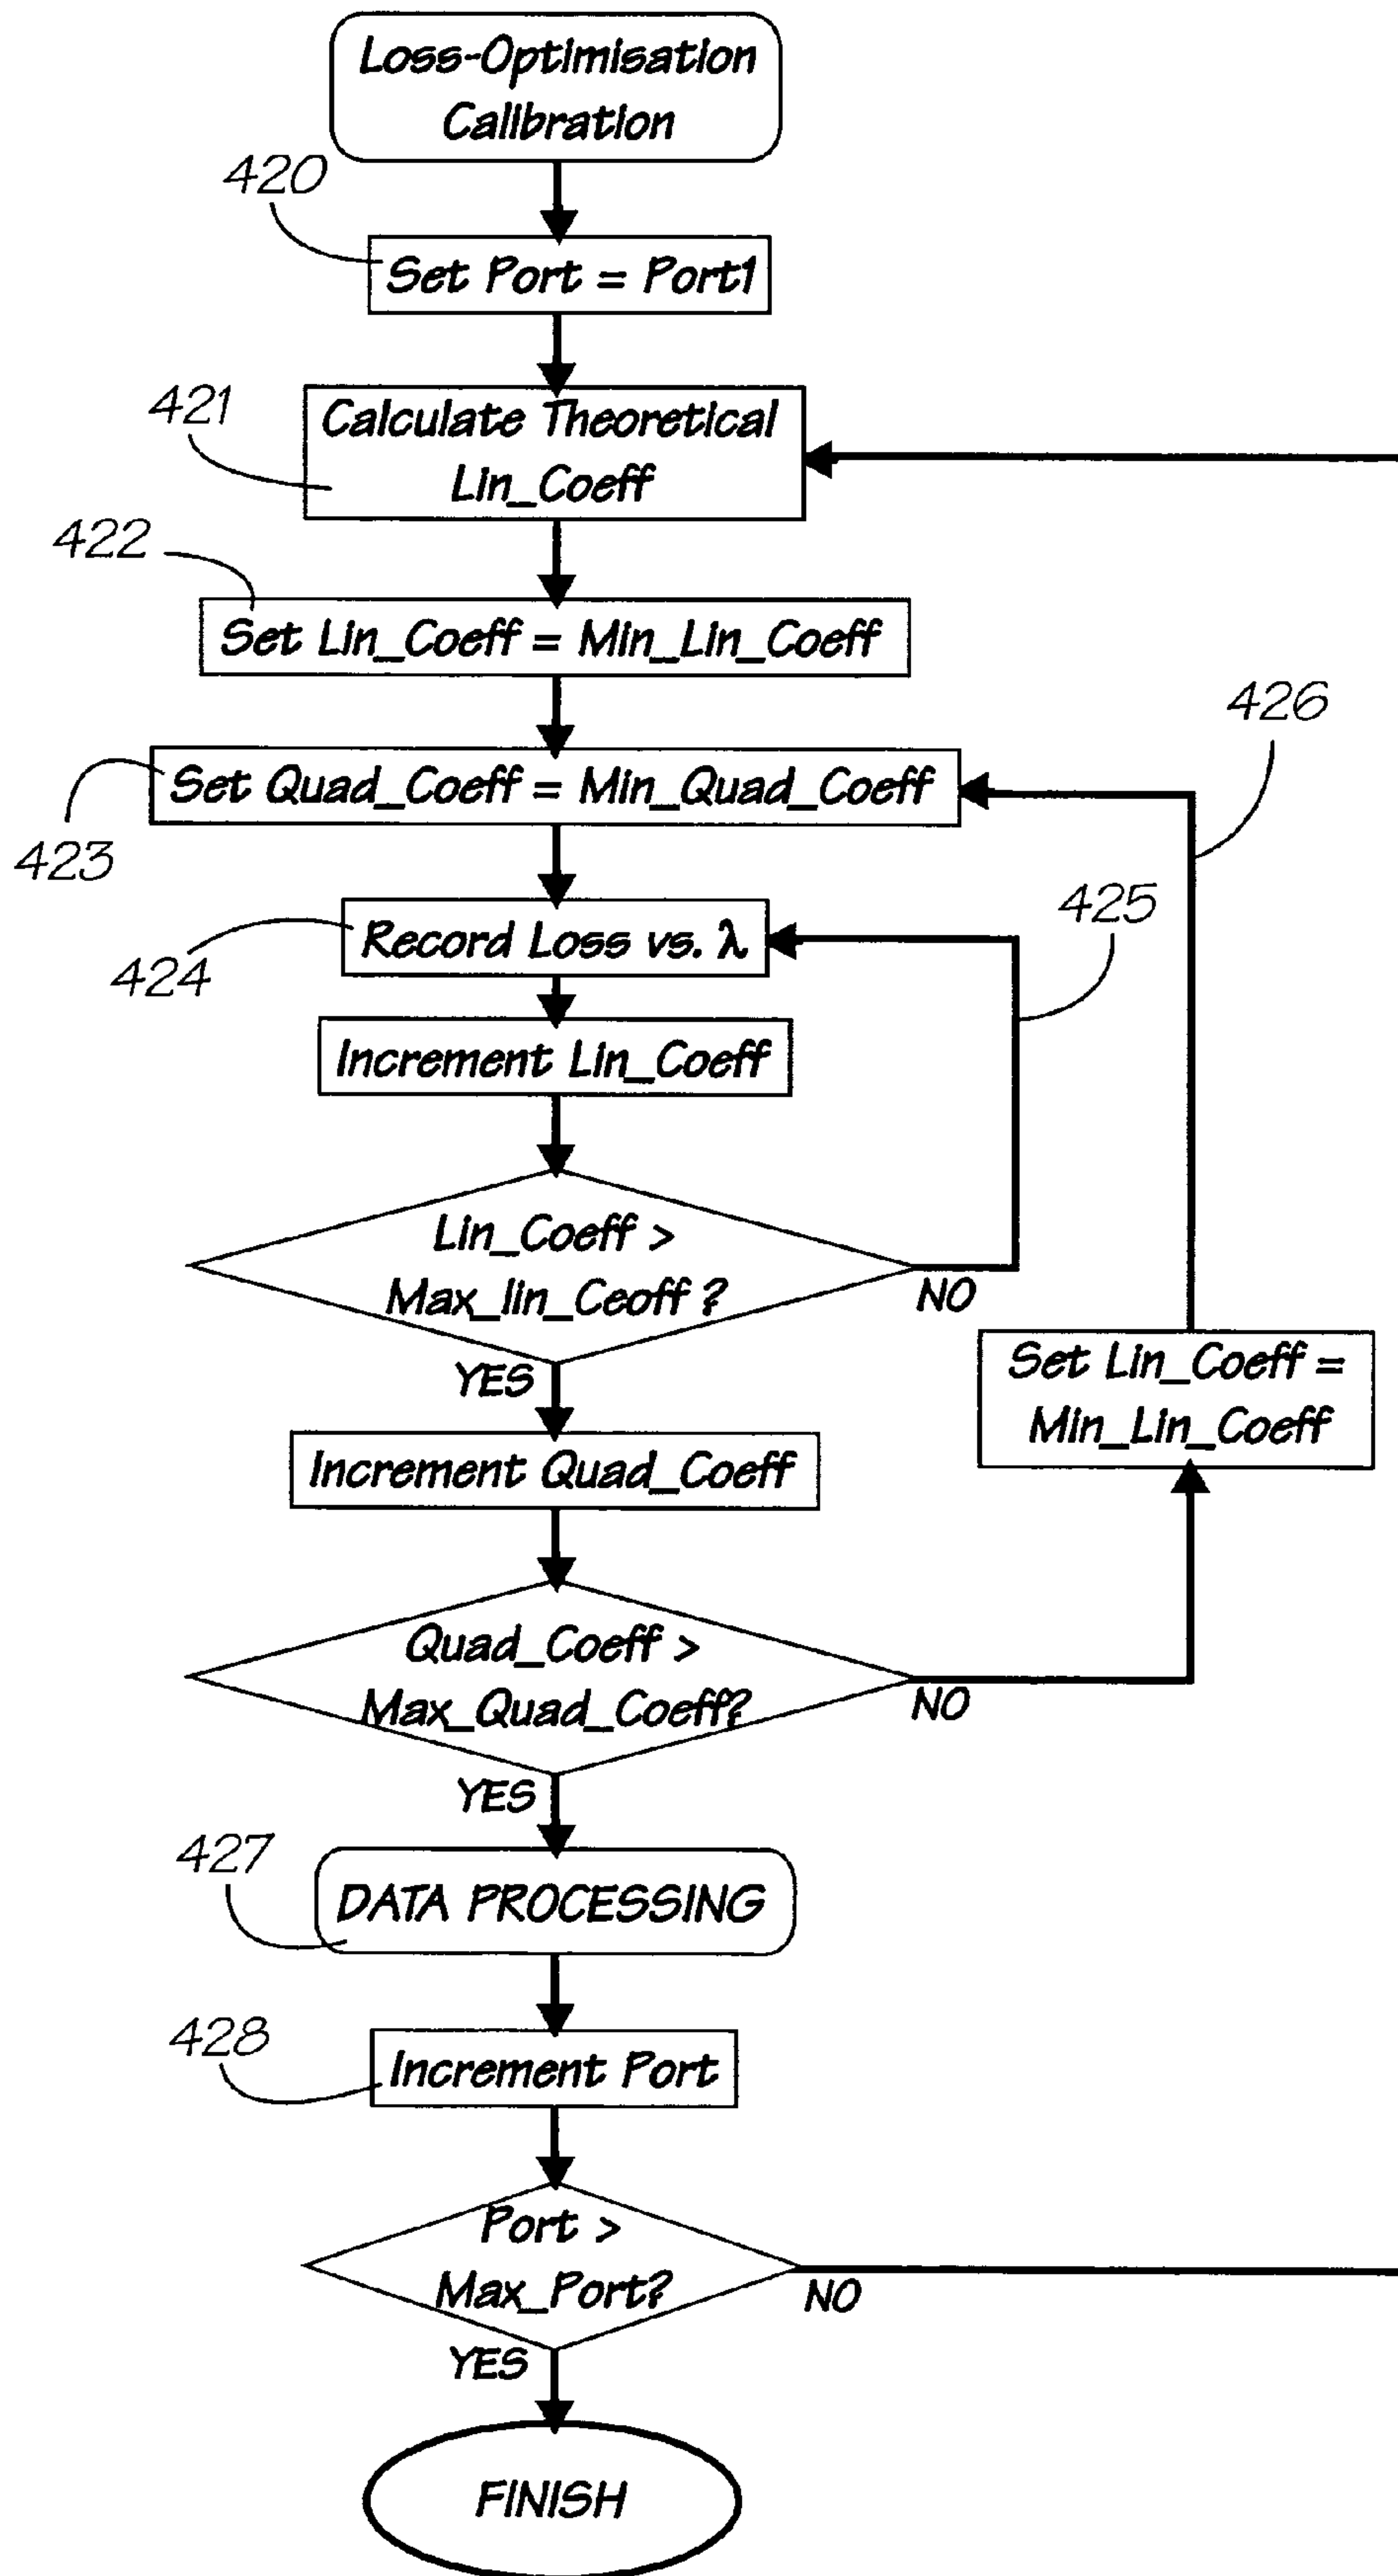 Loss-Optimisation
Calibration
420
Set Port = Port1
421
Calculate Theoretical
Lin_Coeff
422
Set Lin_Coeff = Min_Lin_Coeff
426
Set Quad_Coeff = Min_Quad_Coeff
423
425
Record Loss vs. λ
424
Increment Lin_Coeff
Lin_Coeff >
Max_lin_Ceoff ?
NO
YES
Set Lin_Coeff =
Min_Lin_Coeff
Increment Quad_Coeff
Quad_Coeff >
Max_Quad_Coeff?
NO
YES
427
DATA PROCESSING
428
Increment Port
Port >
Max_Port?
NO
YES
FINISH